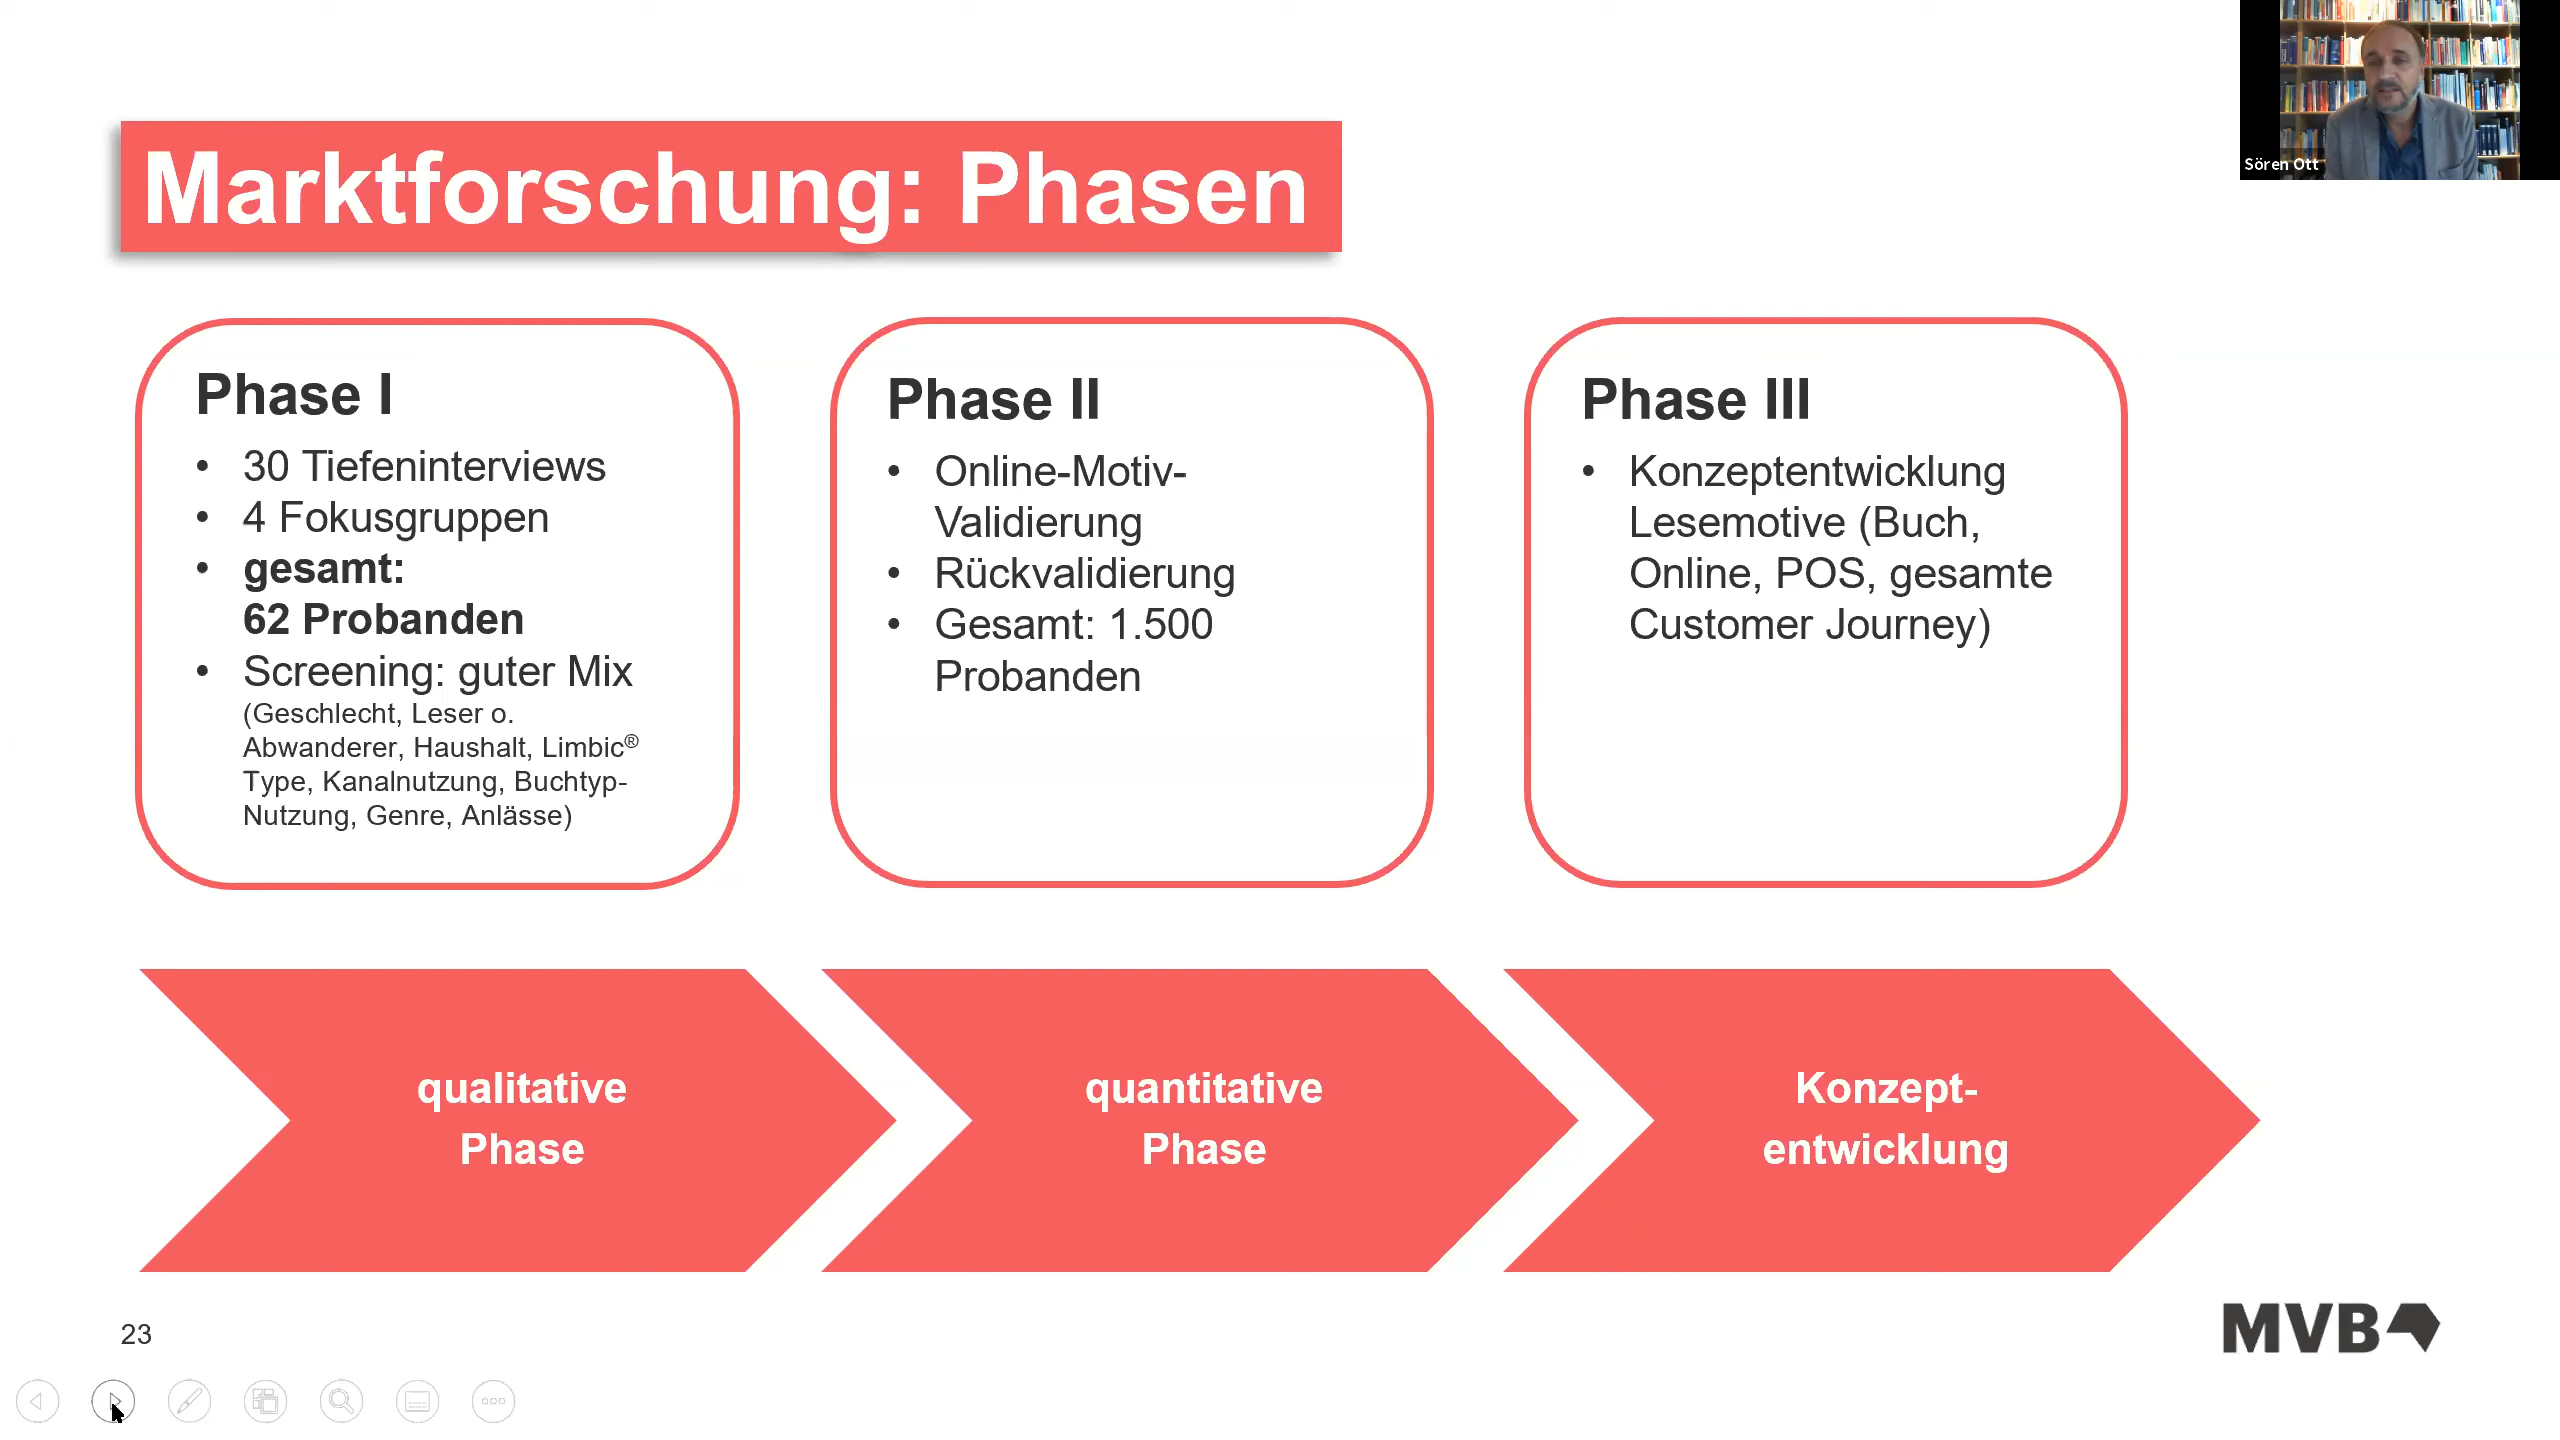 Sören Ott
Marktforschung: Phasen
Phase I
• 30 Tiefeninterviews
• 4 Fokusgruppen
• gesamt:
62 Probanden
• Screening: guter Mix
(Geschlecht, Leser o.
Abwanderer, Haushalt, Limbic®
Type, Kanalnutzung, Buchtyp-
Nutzung, Genre, Anlässe)
Phase II
• Online-Motiv-
Validierung
• Rückvalidierung
• Gesamt: 1.500
Probanden
Phase III
• Konzeptentwicklung
Lesemotive (Buch,
Online, POS, gesamte
Customer Journey)
qualitative
Phase
quantitative
Phase
Konzept-
entwicklung
23
MVB